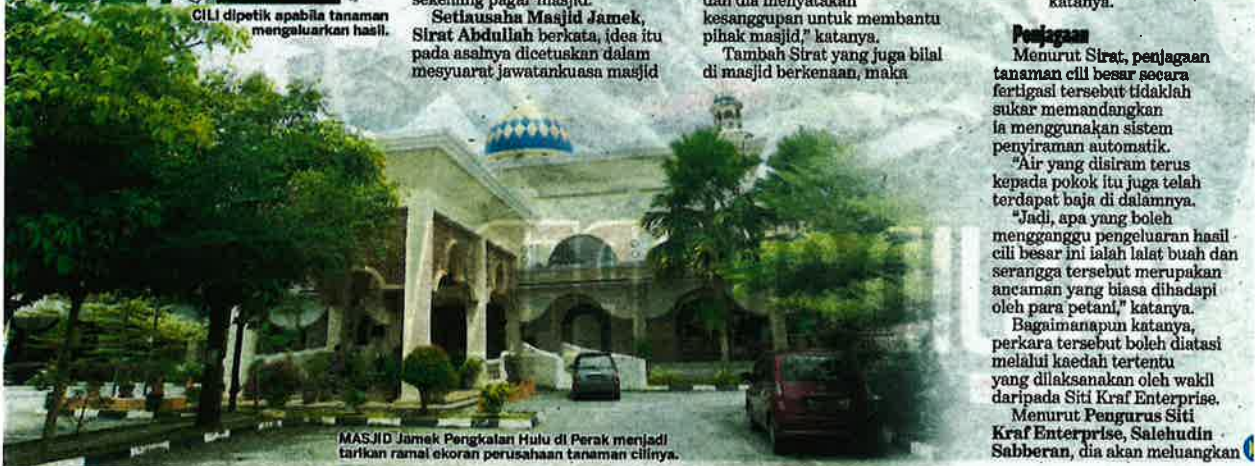 CILI dipetik apabila tanaman
mengeluarkan hasil.
sekeliling pagar masjid.
Setiausaha Masjid Jamek,
Sirat Abdullah berkata, idea itu
pada asalnya dicetuskan dalam
mesyuarat jawatankuasa masjid
dan dia menyatakan
kesanggupan untuk membantu
pihak masjid,” katanya.
Tambah Sirat yang juga bilal
di masjid berkenaan, maka
katanya.
Penjagaan
Menurut Sirat, penjagaan
tanaman cili besar secara
fertigasi tersebut tidaklah
sukar memandangkan
ia menggunakan sistem
penyiraman automatik.
“Air yang disiram terus
kepada pokok itu juga telah
terdapat baja di dalamnya.
“Jadi, apa yang boleh
mengganggu pengeluaran hasil
cili besar ini ialah lalat buah dan
serangga tersebut merupakan
ancaman yang biasa dihadapi
oleh para petani,” katanya.
Bagaimanapun katanya,
perkara tersebut boleh diatasi
melalui kaedah tertentu
yang dilaksanakan oleh wakil
daripada Siti Kraf Enterprise.
Menurut Pengurus Siti
Kraf Enterprise, Salehudin
Sabberan, dia akan meluangkan
MASJID Jamek Pengkalan Hulu di Perak menjadi
tarikan ramai ekoran perusahaan tanaman cilinya.